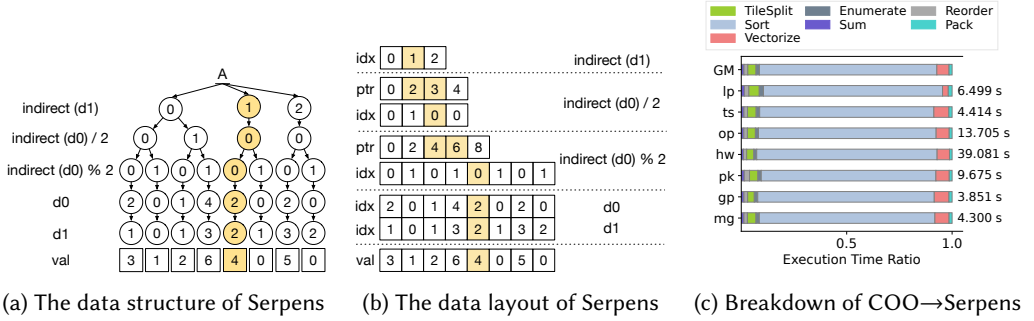 A
indirect (d1) 0 1 2
indirect (d0) / 2 0 1 0 0
indirect (d0) % 2 0 1 0 1 0 1 0 1
d0 2 0 1 4 2 0 2 0
d1 1 0 1 3 2 1 3 2
val 3 1 2 6 4 0 5 0
(a) The data structure of Serpens
idx 0 1 2 indirect (d1)
ptr 0 2 3 4
indirect (d0) / 2
idx 0 1 0 0
ptr 0 2 4 6 8
indirect (d0) % 2
idx 0 1 0 1 0 1 0 1
idx 2 0 1 4 2 0 2 0 d0
idx 1 0 1 3 2 1 3 2 d1
val 3 1 2 6 4 0 5 0
(b) The data layout of Serpens
TileSplit Enumerate Reorder
Sort Sum Pack
Vectorize
GM
lp 6.499 s
ts 4.414 s
op 13.705 s
hw 39.081 s
pk 9.675 s
gp 3.851 s
mg 4.300 s
0.5 1.0
Execution Time Ratio
(c) Breakdown of COO→Serpens